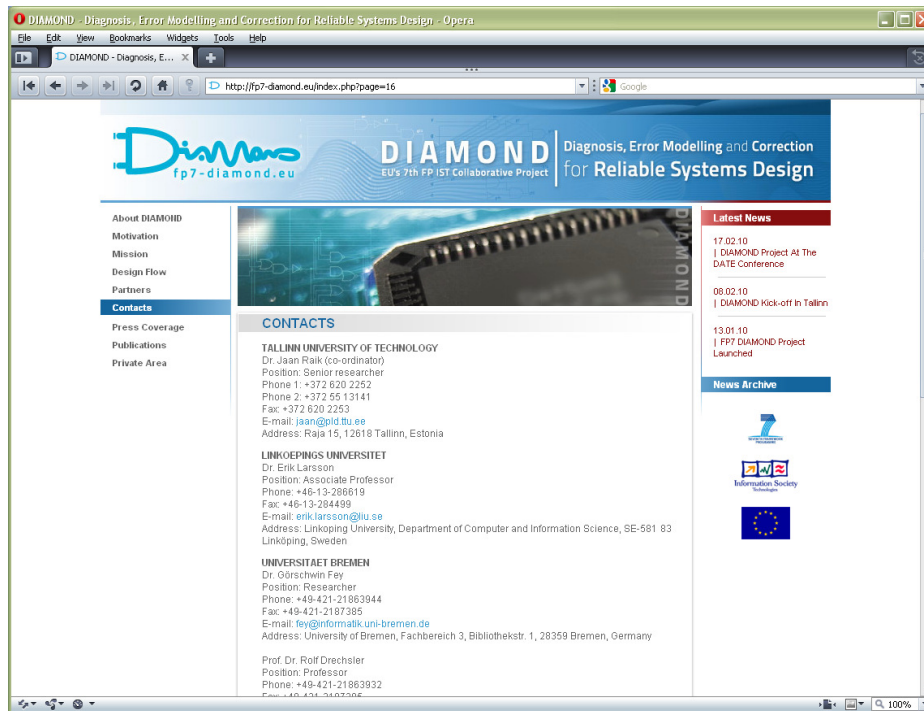 DIAMOND - Diagnosis, Error Modelling and Correction for Reliable Systems Design - Opera
File Edit View Bookmarks Widgets Tools Help
DIAMOND - Diagnosis, E...
http://fp7-diamond.eu/index.php?page=16
Google
Diamond
fp7-diamond.eu
DIAMOND
EU's 7th FP IST Collaborative Project
Diagnosis, Error Modelling and Correction
for Reliable Systems Design
About DIAMOND
Motivation
Mission
Design Flow
Partners
Contacts
Press Coverage
Publications
Private Area
DIAMOND
CONTACTS
TALLINN UNIVERSITY OF TECHNOLOGY
Dr. Jaan Raik (co-ordinator)
Position: Senior researcher
Phone 1: +372 620 2252
Phone 2: +372 55 13141
Fax: +372 620 2253
E-mail: jaan@pld.ttu.ee
Address: Raja 15, 12618 Tallinn, Estonia
LINKOEPINGS UNIVERSITET
Dr. Erik Larsson
Position: Associate Professor
Phone: +46-13-286619
Fax: +46-13-284499
E-mail: erik.larsson@liu.se
Address: Linkoping University, Department of Computer and Information Science, SE-581 83
Linköping, Sweden
UNIVERSITAET BREMEN
Dr. Görschwin Fey
Position: Researcher
Phone: +49-421-21863944
Fax: +49-421-2187385
E-mail: fey@informatik.uni-bremen.de
Address: University of Bremen, Fachbereich 3, Bibliothekstr. 1, 28359 Bremen, Germany
Prof. Dr. Rolf Drechsler
Position: Professor
Phone: +49-421-21863932
Latest News
17.02.10
| DIAMOND Project At The
DATE Conference
08.02.10
| DIAMOND Kick-off In Tallinn
13.01.10
| FP7 DIAMOND Project
Launched
News Archive
Information Society
Technologies
100%